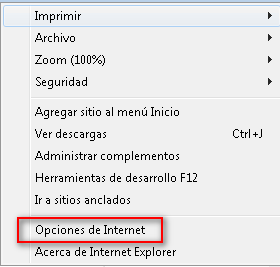 Imprimir
Archivo
Zoom (100%)
Seguridad
Agregar sitio al menú Inicio
Ver descargas Ctrl+J
Administrar complementos
Herramientas de desarrollo F12
Ir a sitios anclados
Opciones de Internet
Acerca de Internet Explorer